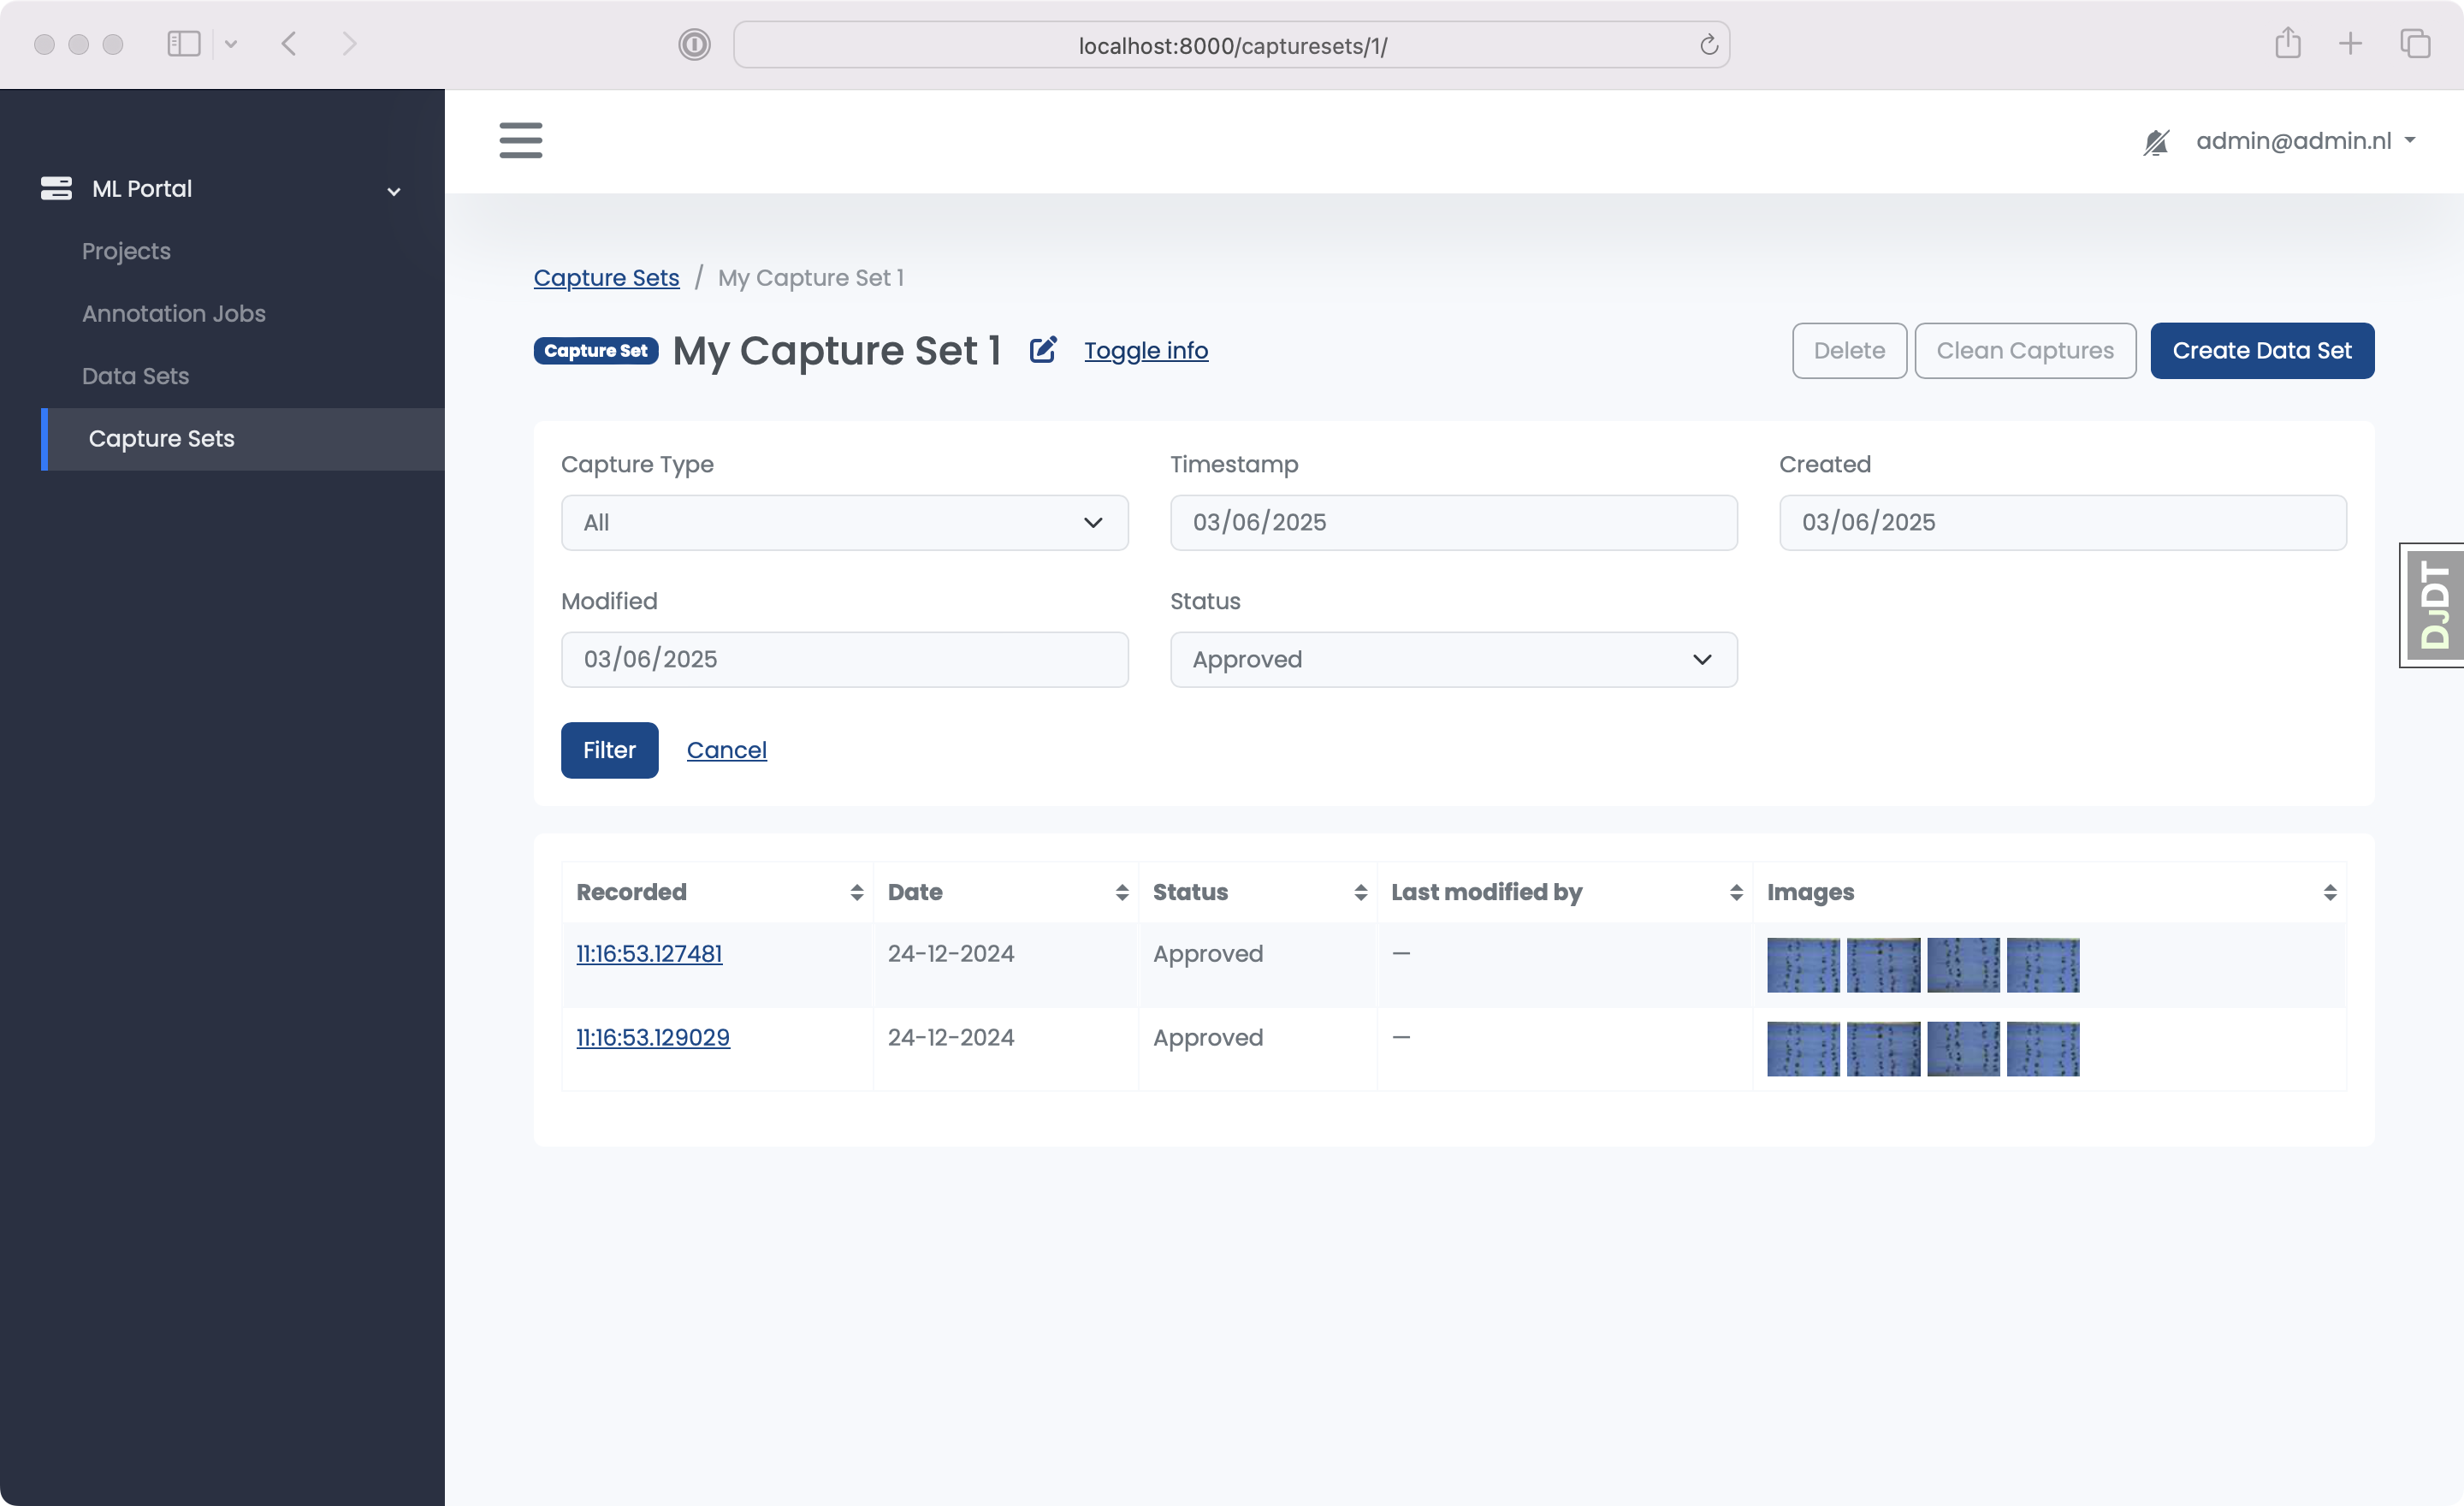 localhost:8000/capturesets/1/
admin@admin.nl
ML Portal
Projects
Annotation Jobs
Data Sets
Capture Sets
Capture Sets / My Capture Set 1
Capture Set My Capture Set 1 Toggle info Delete Clean Captures Create Data Set
Capture Type Timestamp Created
All 03/06/2025 03/06/2025
Modified Status
03/06/2025 Approved
Filter Cancel
DJDT
Recorded Date Status Last modified by Images
11:16:53.127481 24-12-2024 Approved —
11:16:53.129029 24-12-2024 Approved —